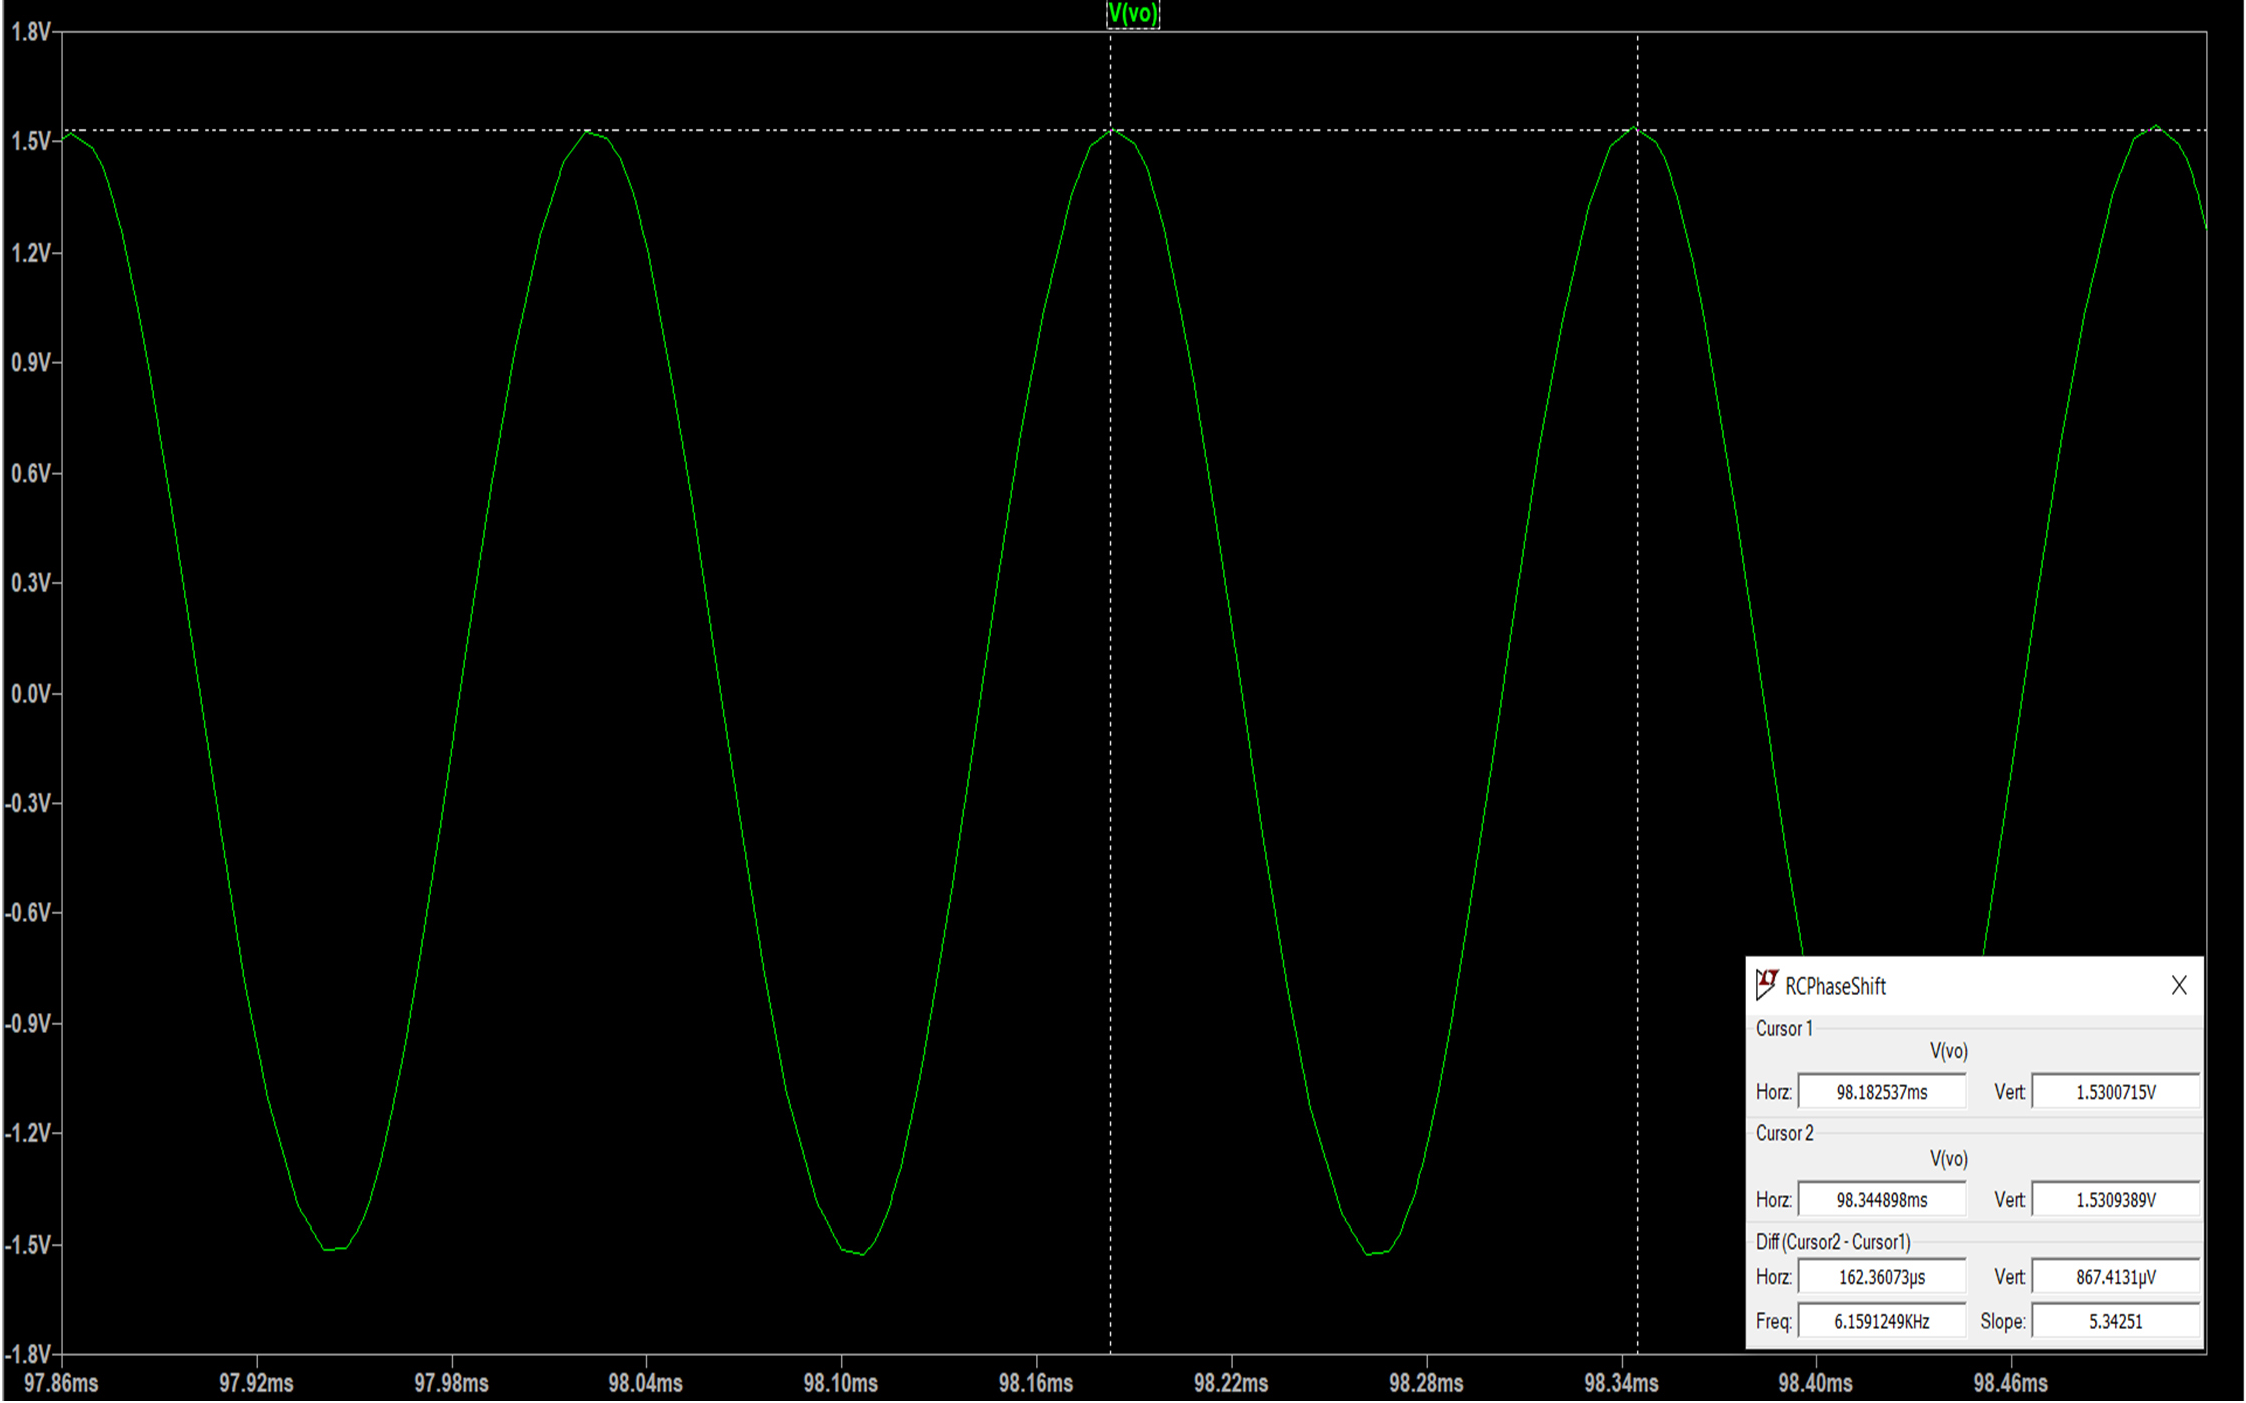 V(vo)
1.8V
1.5V
1.2V
0.9V
0.6V
0.3V
0.0V
-0.3V
-0.6V
-0.9V
-1.2V
-1.5V
-1.8V
97.86ms 97.92ms 97.98ms 98.04ms 98.10ms 98.16ms 98.22ms 98.28ms 98.34ms 98.40ms 98.46ms
RCPhaseShift
Cursor 1
V(vo)
Horz: 98.182537ms Vert: 1.5300715V
Cursor 2
V(vo)
Horz: 98.344898ms Vert: 1.5309389V
Diff (Cursor2 - Cursor1)
Horz: 162.36073µs Vert: 867.4131µV
Freq: 6.1591249KHz Slope: 5.34251